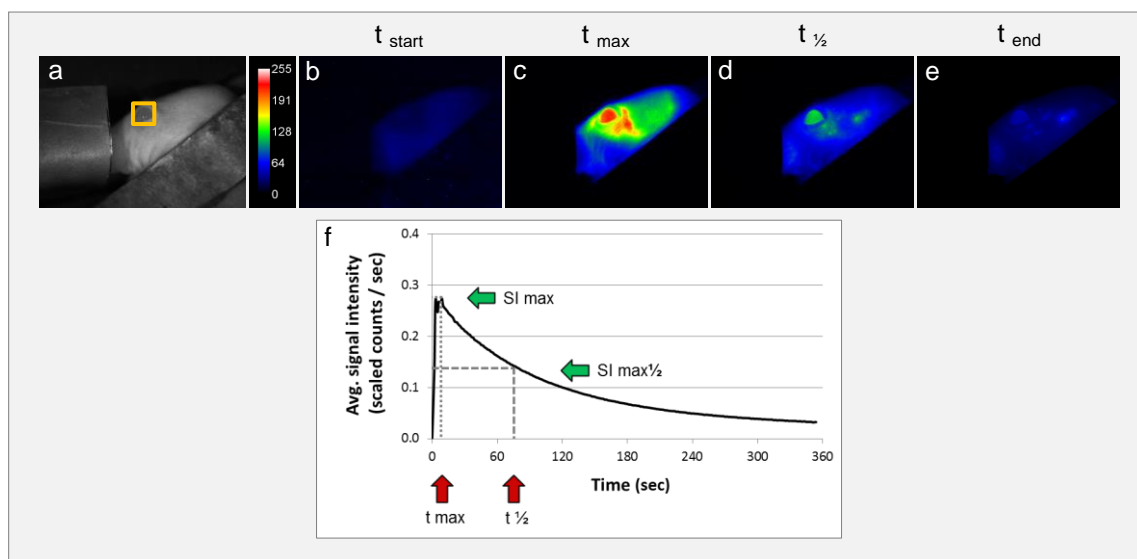 t start t max t ½ t end
a b c d e
255
191
128
64
0
f
0.4
0.3
0.2
0.1
0.0
Avg. signal intensity
(scaled counts / sec)
SI max
SI max½
0 60 120 180 240 300 360
Time (sec)
t max t ½